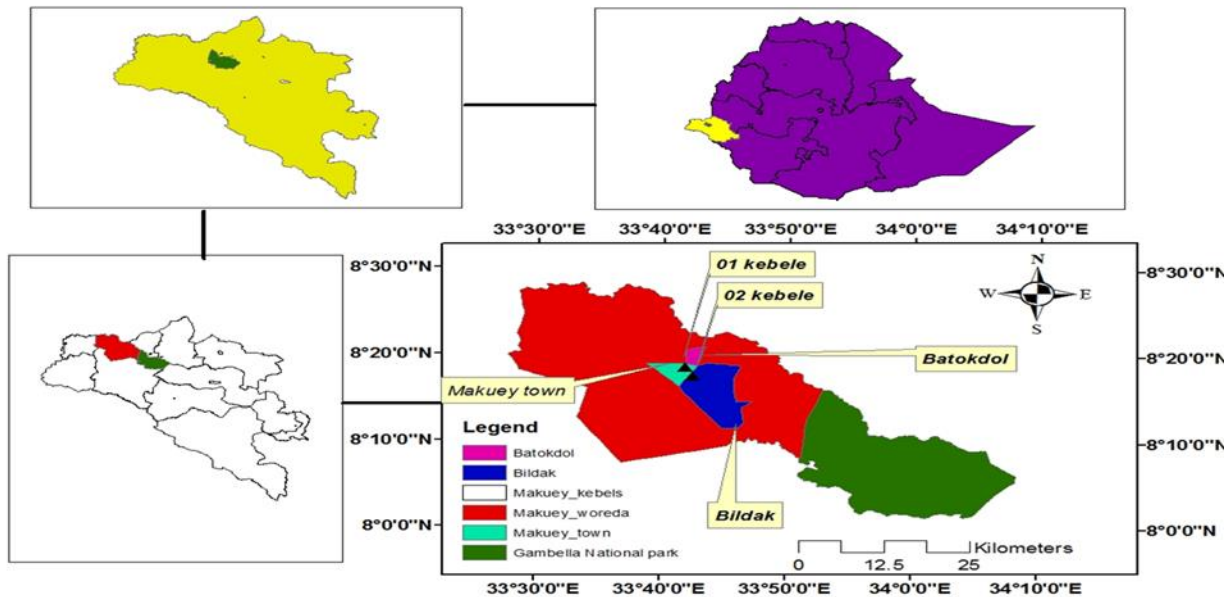 33°30'0"E 33°40'0"E 33°50'0"E 34°0'0"E 34°10'0"E
8°30'0"N 8°30'0"N
01 kebele
N
02 kebele
W E
S
8°20'0"N 8°20'0"N
Batokdol
Makuey town
Legend
8°10'0"N 8°10'0"N
Batokdol
Bildak
Makuey_kebels
Makuey_woreda
Bildak
8°0'0"N 8°0'0"N
Makuey_town
Gambella National park
Kilometers
0 12.5 25
33°30'0"E 33°40'0"E 33°50'0"E 34°0'0"E 34°10'0"E